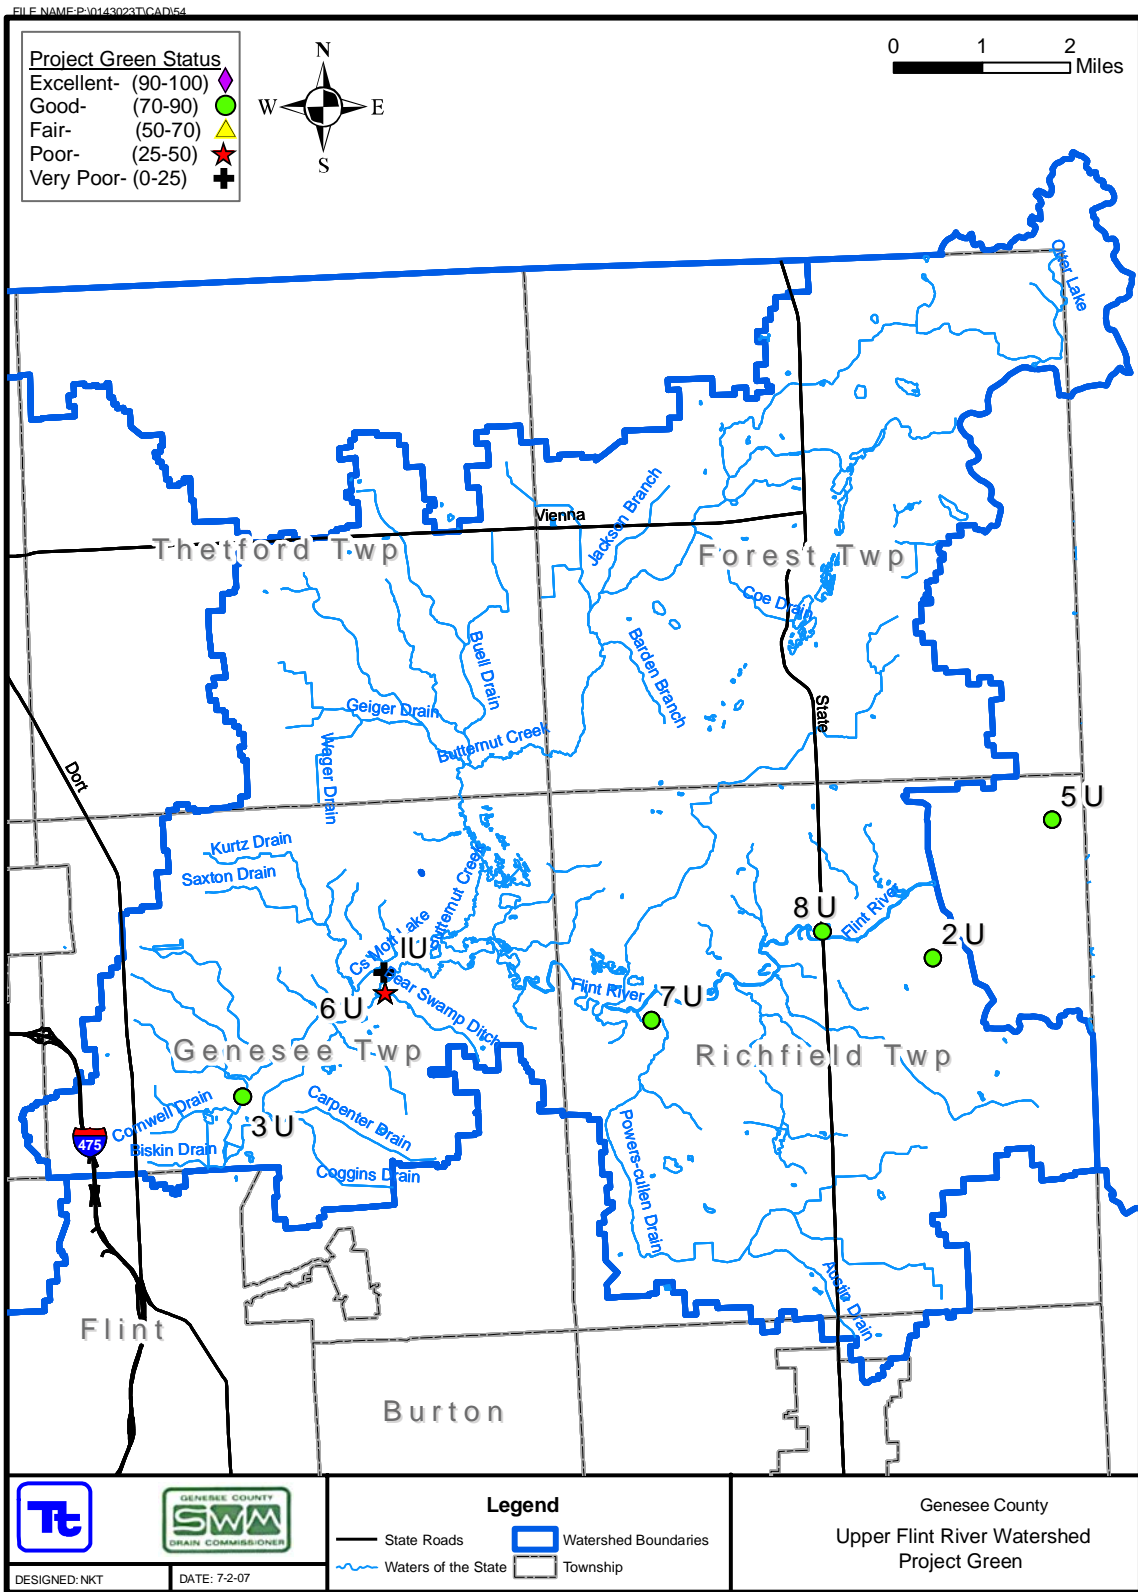 FILE NAME:P:\0143023T\CAD\54
Project Green Status
Excellent- (90-100)
Good- (70-90)
Fair- (50-70)
Poor- (25-50)
Very Poor- (0-25)
N
W E
S
0 1 2
Miles
Otter Lake
Vienna
Jackson Branch
Thetford Twp
Forest Twp
Coe Drain
Buell Drain
Barden Branch
Geiger Drain
State
Butternut Creek
Wager Drain
Dort
5 U
Kurtz Drain
Saxton Drain
Butternut Creek
8 U
Flint River
2 U
Cs Mott Lake
IU
Bear Swamp Ditch
Flint River
7 U
6 U
Genesee Twp
Richfield Twp
Cornwell Drain
3 U
Carpenter Drain
475
Biskin Drain
Coggins Drain
Powers-cullen Drain
Austin Drain
Flint
Burton
Tt
GENESEE COUNTY
SWM
DRAIN COMMISSIONER
DESIGNED: NKT
DATE: 7-2-07
Legend
State Roads
Watershed Boundaries
Waters of the State
Township
Genesee County
Upper Flint River Watershed
Project Green